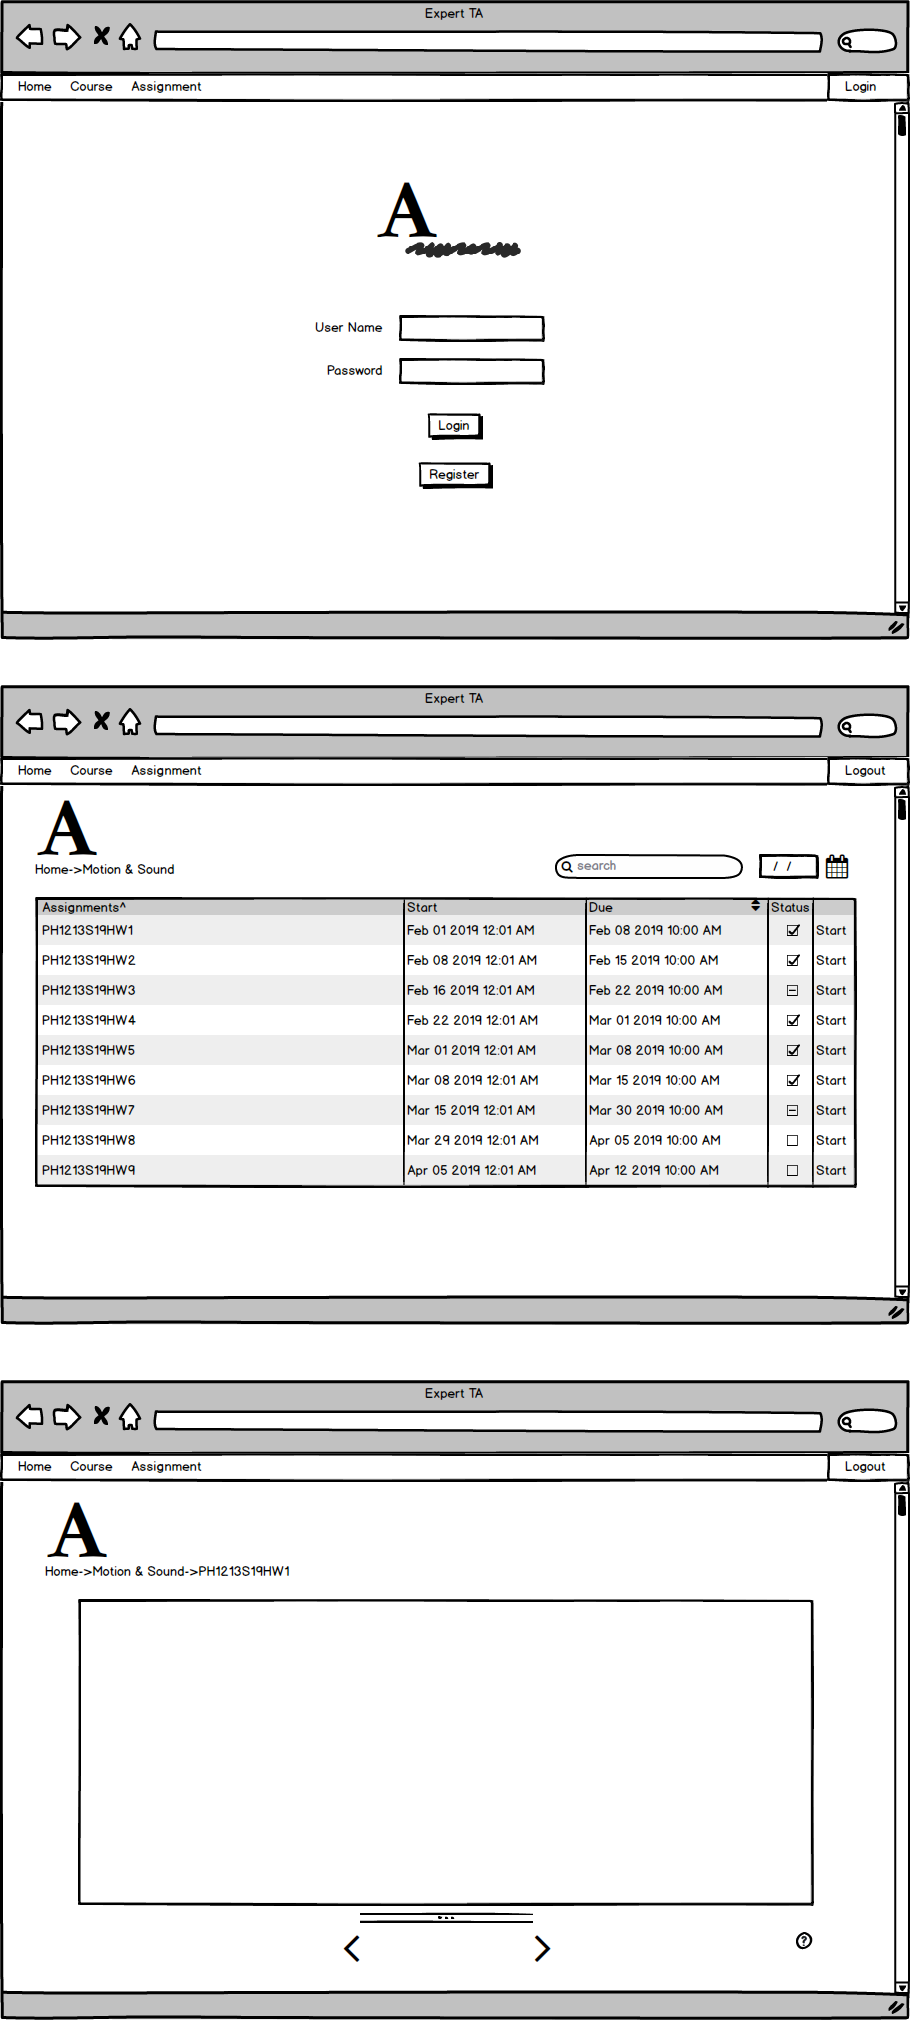 Expert TA
Home Course Assignment Login
A
User Name
Password
Login
Register
Expert TA
Home Course Assignment Logout
A
Home->Motion & Sound
search / /
Assignments^ Start Due Status
PH1213S19HW1 Feb 01 2019 12:01 AM Feb 08 2019 10:00 AM Start
PH1213S19HW2 Feb 08 2019 12:01 AM Feb 15 2019 10:00 AM Start
PH1213S19HW3 Feb 16 2019 12:01 AM Feb 22 2019 10:00 AM Start
PH1213S19HW4 Feb 22 2019 12:01 AM Mar 01 2019 10:00 AM Start
PH1213S19HW5 Mar 01 2019 12:01 AM Mar 08 2019 10:00 AM Start
PH1213S19HW6 Mar 08 2019 12:01 AM Mar 15 2019 10:00 AM Start
PH1213S19HW7 Mar 15 2019 12:01 AM Mar 30 2019 10:00 AM Start
PH1213S19HW8 Mar 29 2019 12:01 AM Apr 05 2019 10:00 AM Start
PH1213S19HW9 Apr 05 2019 12:01 AM Apr 12 2019 10:00 AM Start
Expert TA
Home Course Assignment Logout
A
Home->Motion & Sound->PH1213S19HW1